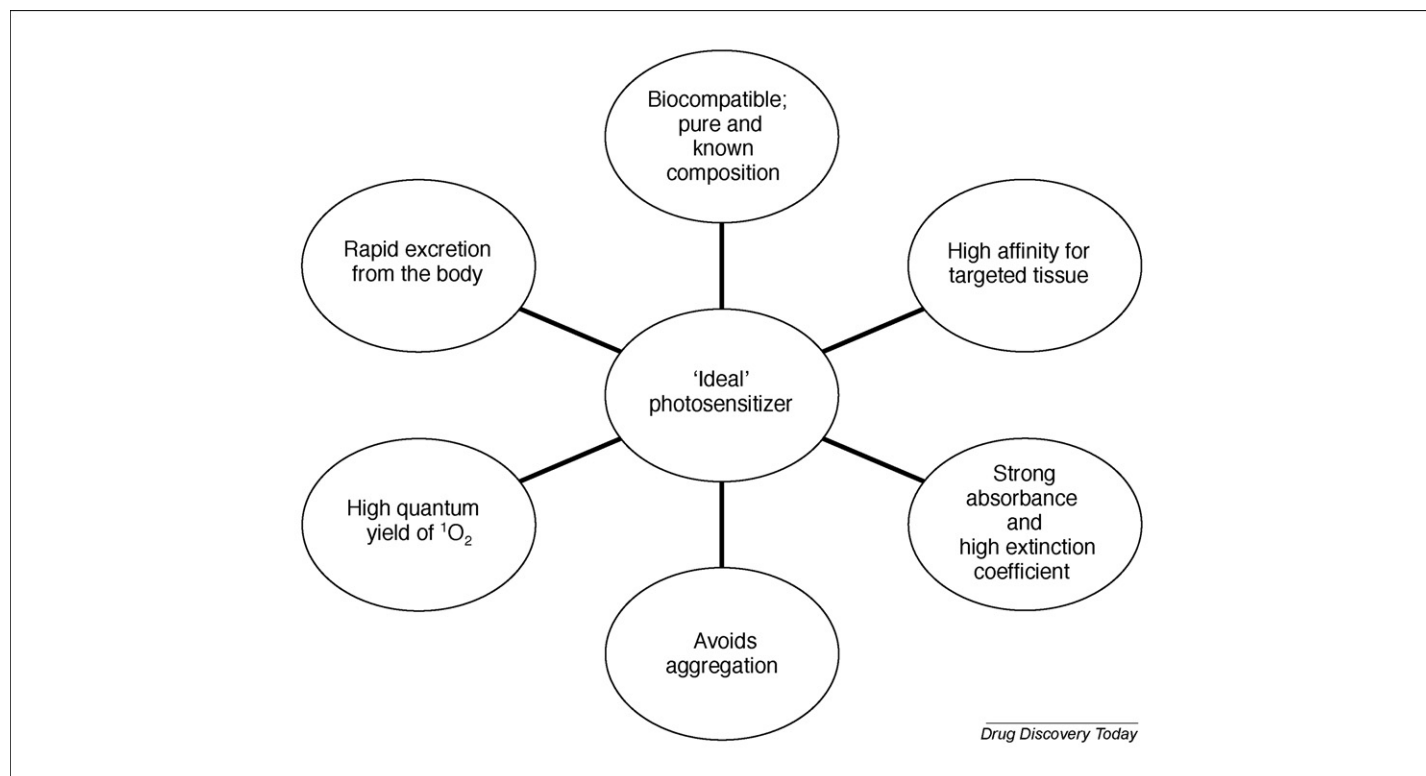 Biocompatible;
pure and
known
composition
Rapid excretion
from the body
High affinity for
targeted tissue
‘Ideal’
photosensitizer
High quantum
yield of ¹O₂
Strong
absorbance
and
high extinction
coefficient
Avoids
aggregation
Drug Discovery Today